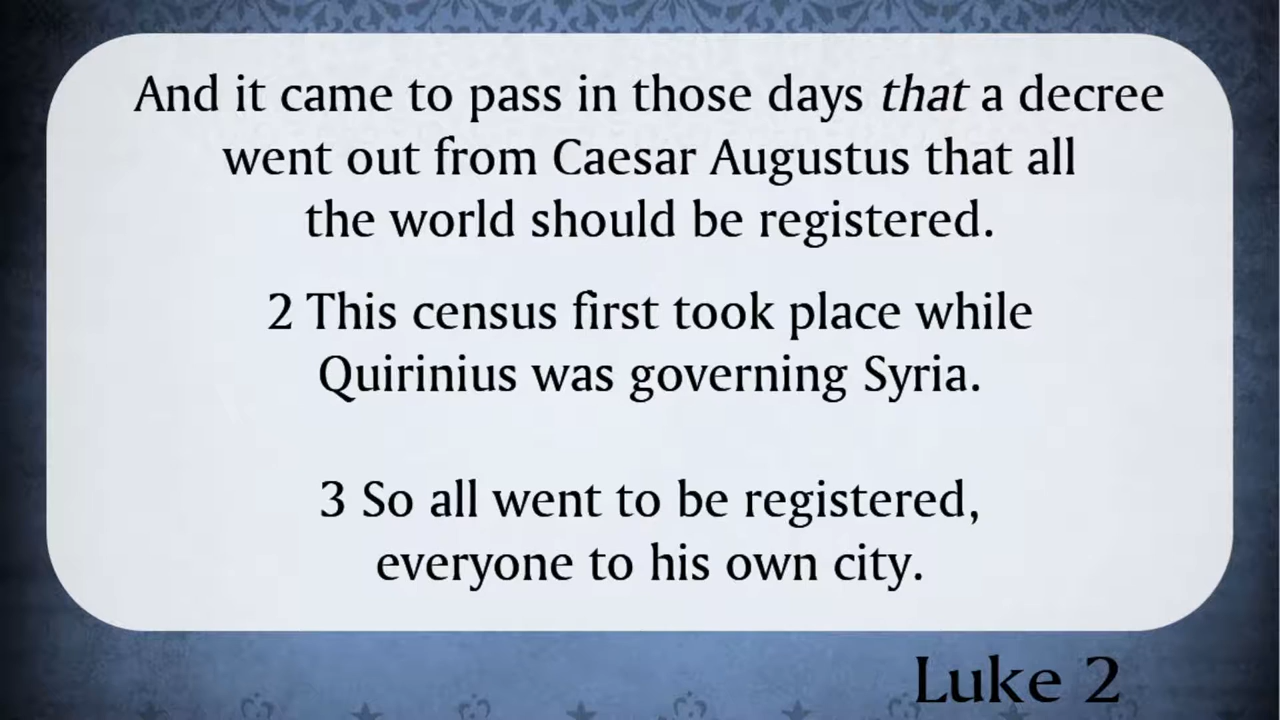 And it came to pass in those days that a decree
went out from Caesar Augustus that all
the world should be registered.
2 This census first took place while
Quirinius was governing Syria.
3 So all went to be registered,
everyone to his own city.
Luke 2